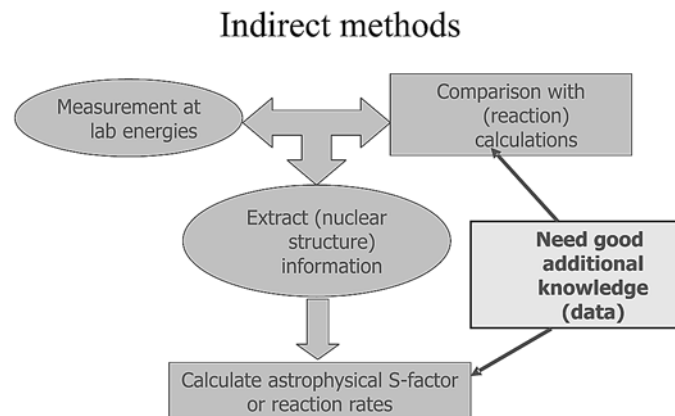 Indirect methods
Measurement at
lab energies
Comparison with
(reaction)
calculations
Extract (nuclear
structure)
information
Need good
additional
knowledge
(data)
Calculate astrophysical S-factor
or reaction rates